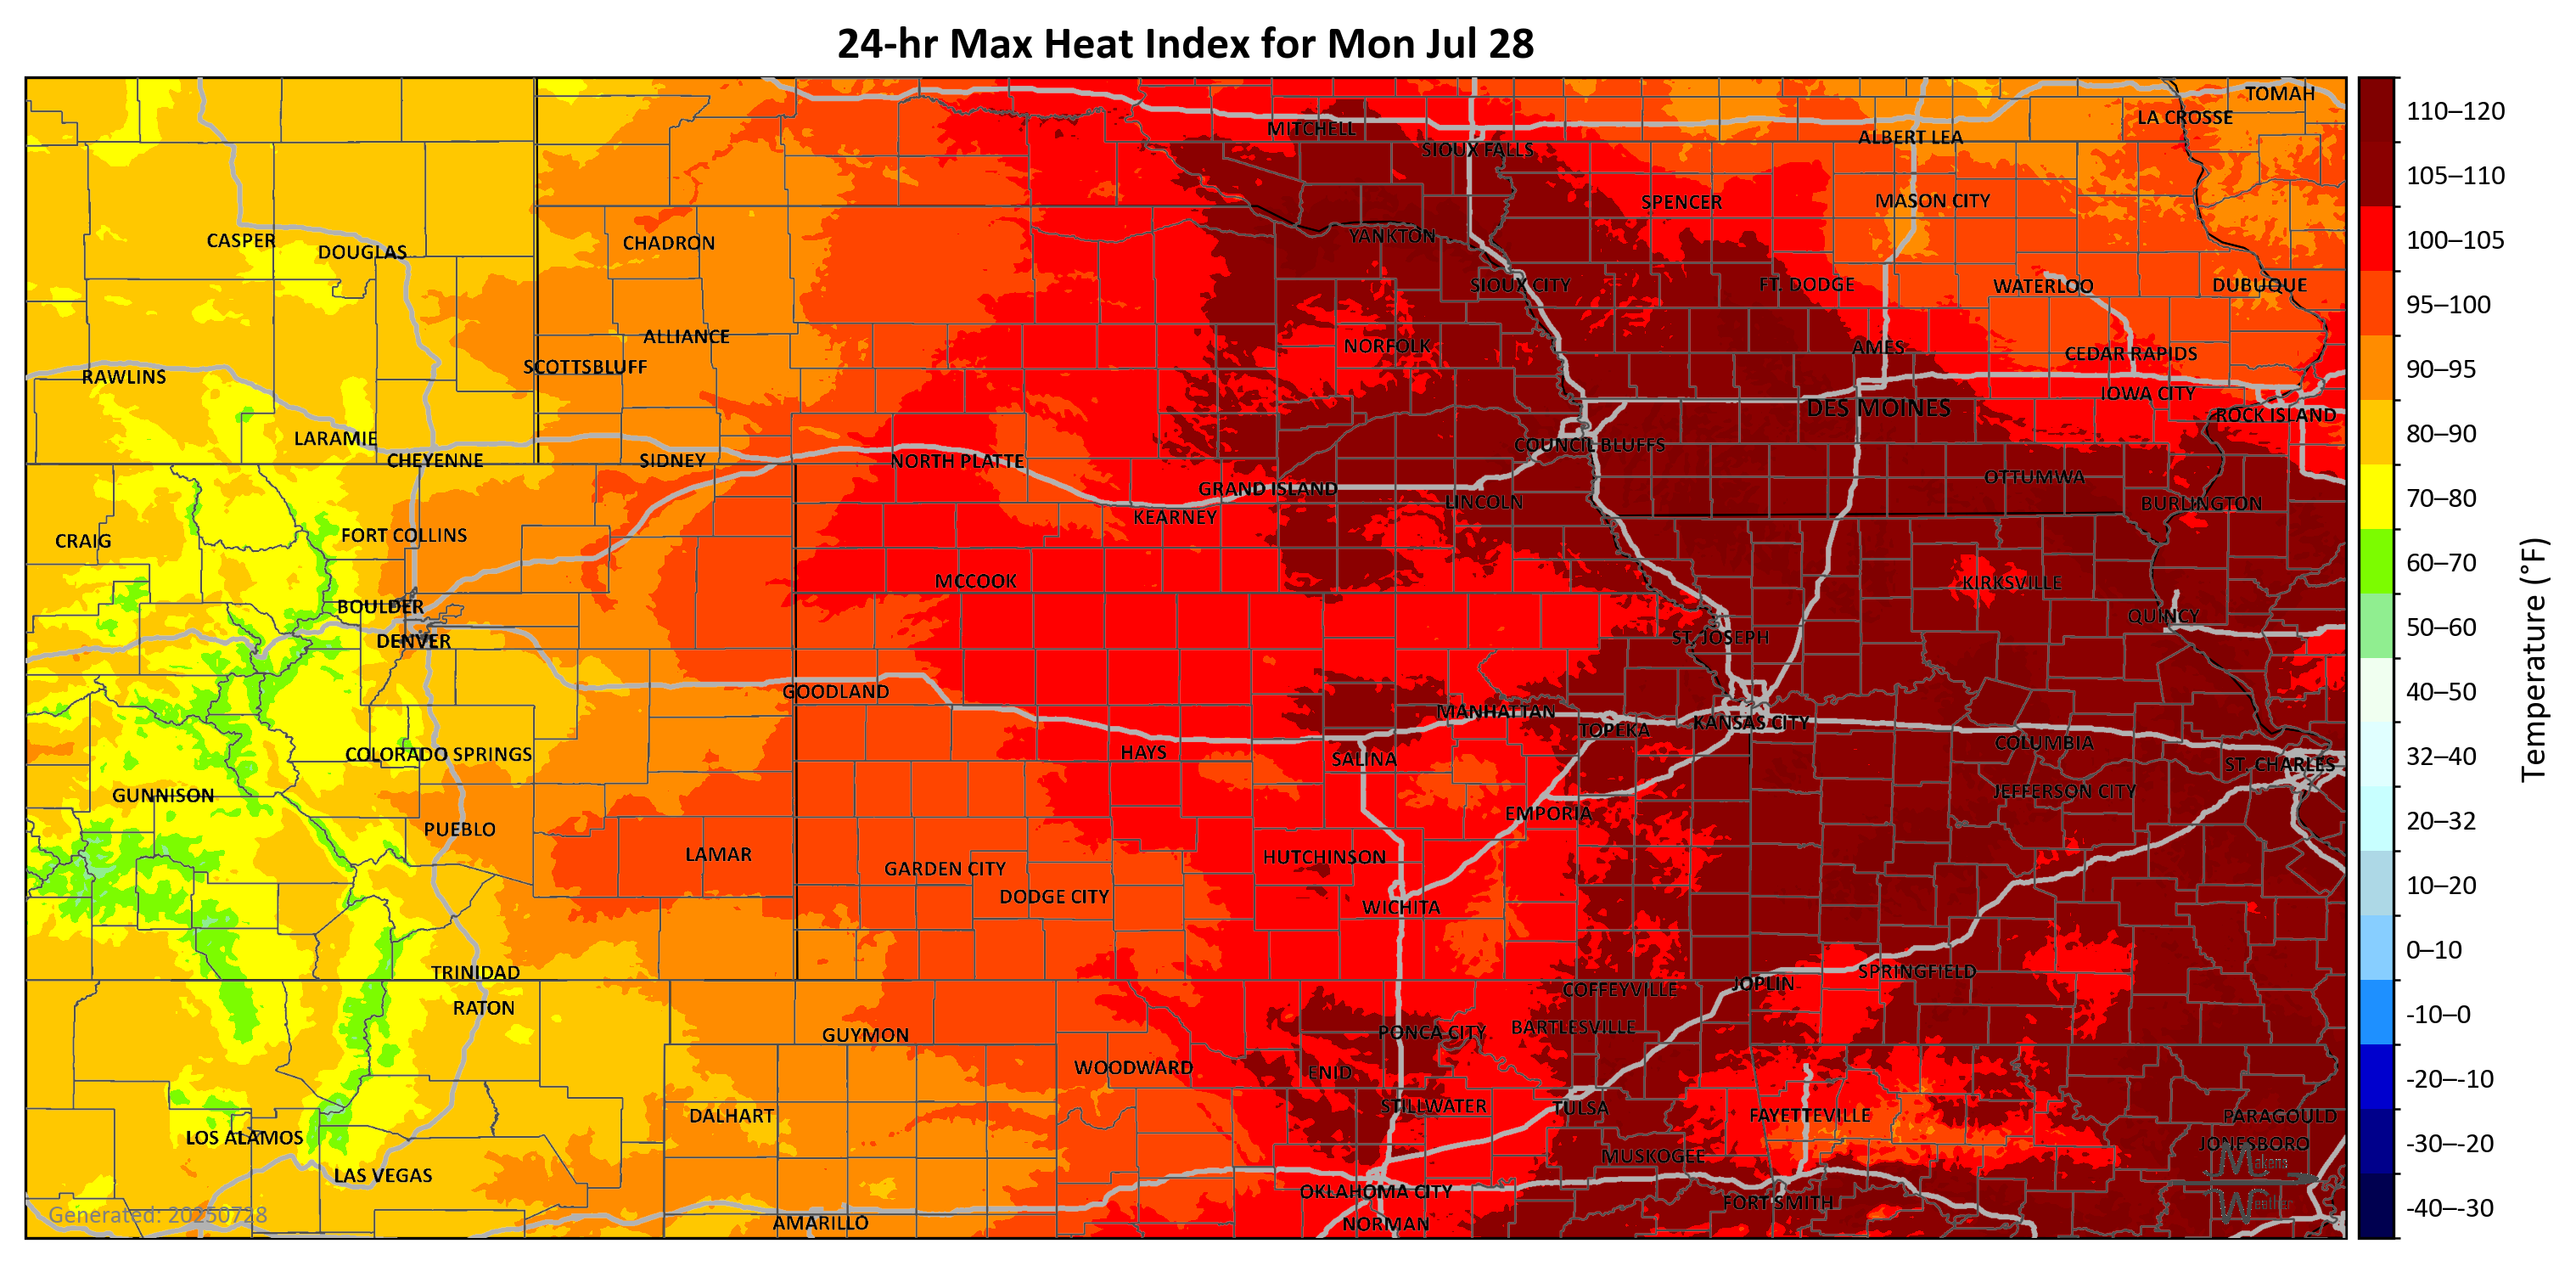 24-hr Max Heat Index for Mon Jul 28
TOMAH
LA CROSSE
MITCHELL
ALBERT LEA
SIOUX FALLS
SPENCER
MASON CITY
YANKTON
CASPER
CHADRON
DOUGLAS
SIOUX CITY
FT. DODGE
WATERLOO
DUBUQUE
ALLIANCE
NORFOLK
AMES
CEDAR RAPIDS
SCOTTSBLUFF
RAWLINS
IOWA CITY
DES MOINES
ROCK ISLAND
LARAMIE
COUNCIL BLUFFS
CHEYENNE
SIDNEY
NORTH PLATTE
OTTUMWA
GRAND ISLAND
LINCOLN
BURLINGTON
KEARNEY
FORT COLLINS
CRAIG
MCCOOK
KIRKSVILLE
BOULDER
QUINCY
DENVER
ST. JOSEPH
GOODLAND
MANHATTAN
KANSAS CITY
TOPEKA
COLUMBIA
COLORADO SPRINGS
HAYS
SALINA
ST. CHARLES
GUNNISON
JEFFERSON CITY
EMPORIA
PUEBLO
LAMAR
HUTCHINSON
GARDEN CITY
DODGE CITY
WICHITA
TRINIDAD
SPRINGFIELD
JOPLIN
COFFEYVILLE
RATON
BARTLESVILLE
PONCA CITY
GUYMON
WOODWARD
ENID
STILLWATER
TULSA
DALHART
FAYETTEVILLE
PARAGOULD
LOS ALAMOS
JONESBORO
MUSKOGEE
Makens
LAS VEGAS
OKLAHOMA CITY
FORT SMITH
Weather
Generated: 20250728
AMARILLO
NORMAN
110–120
105–110
100–105
95–100
90–95
80–90
70–80
60–70
50–60
40–50
32–40
20–32
10–20
0–10
-10–0
-20–-10
-30–-20
-40–-30
Temperature (°F)